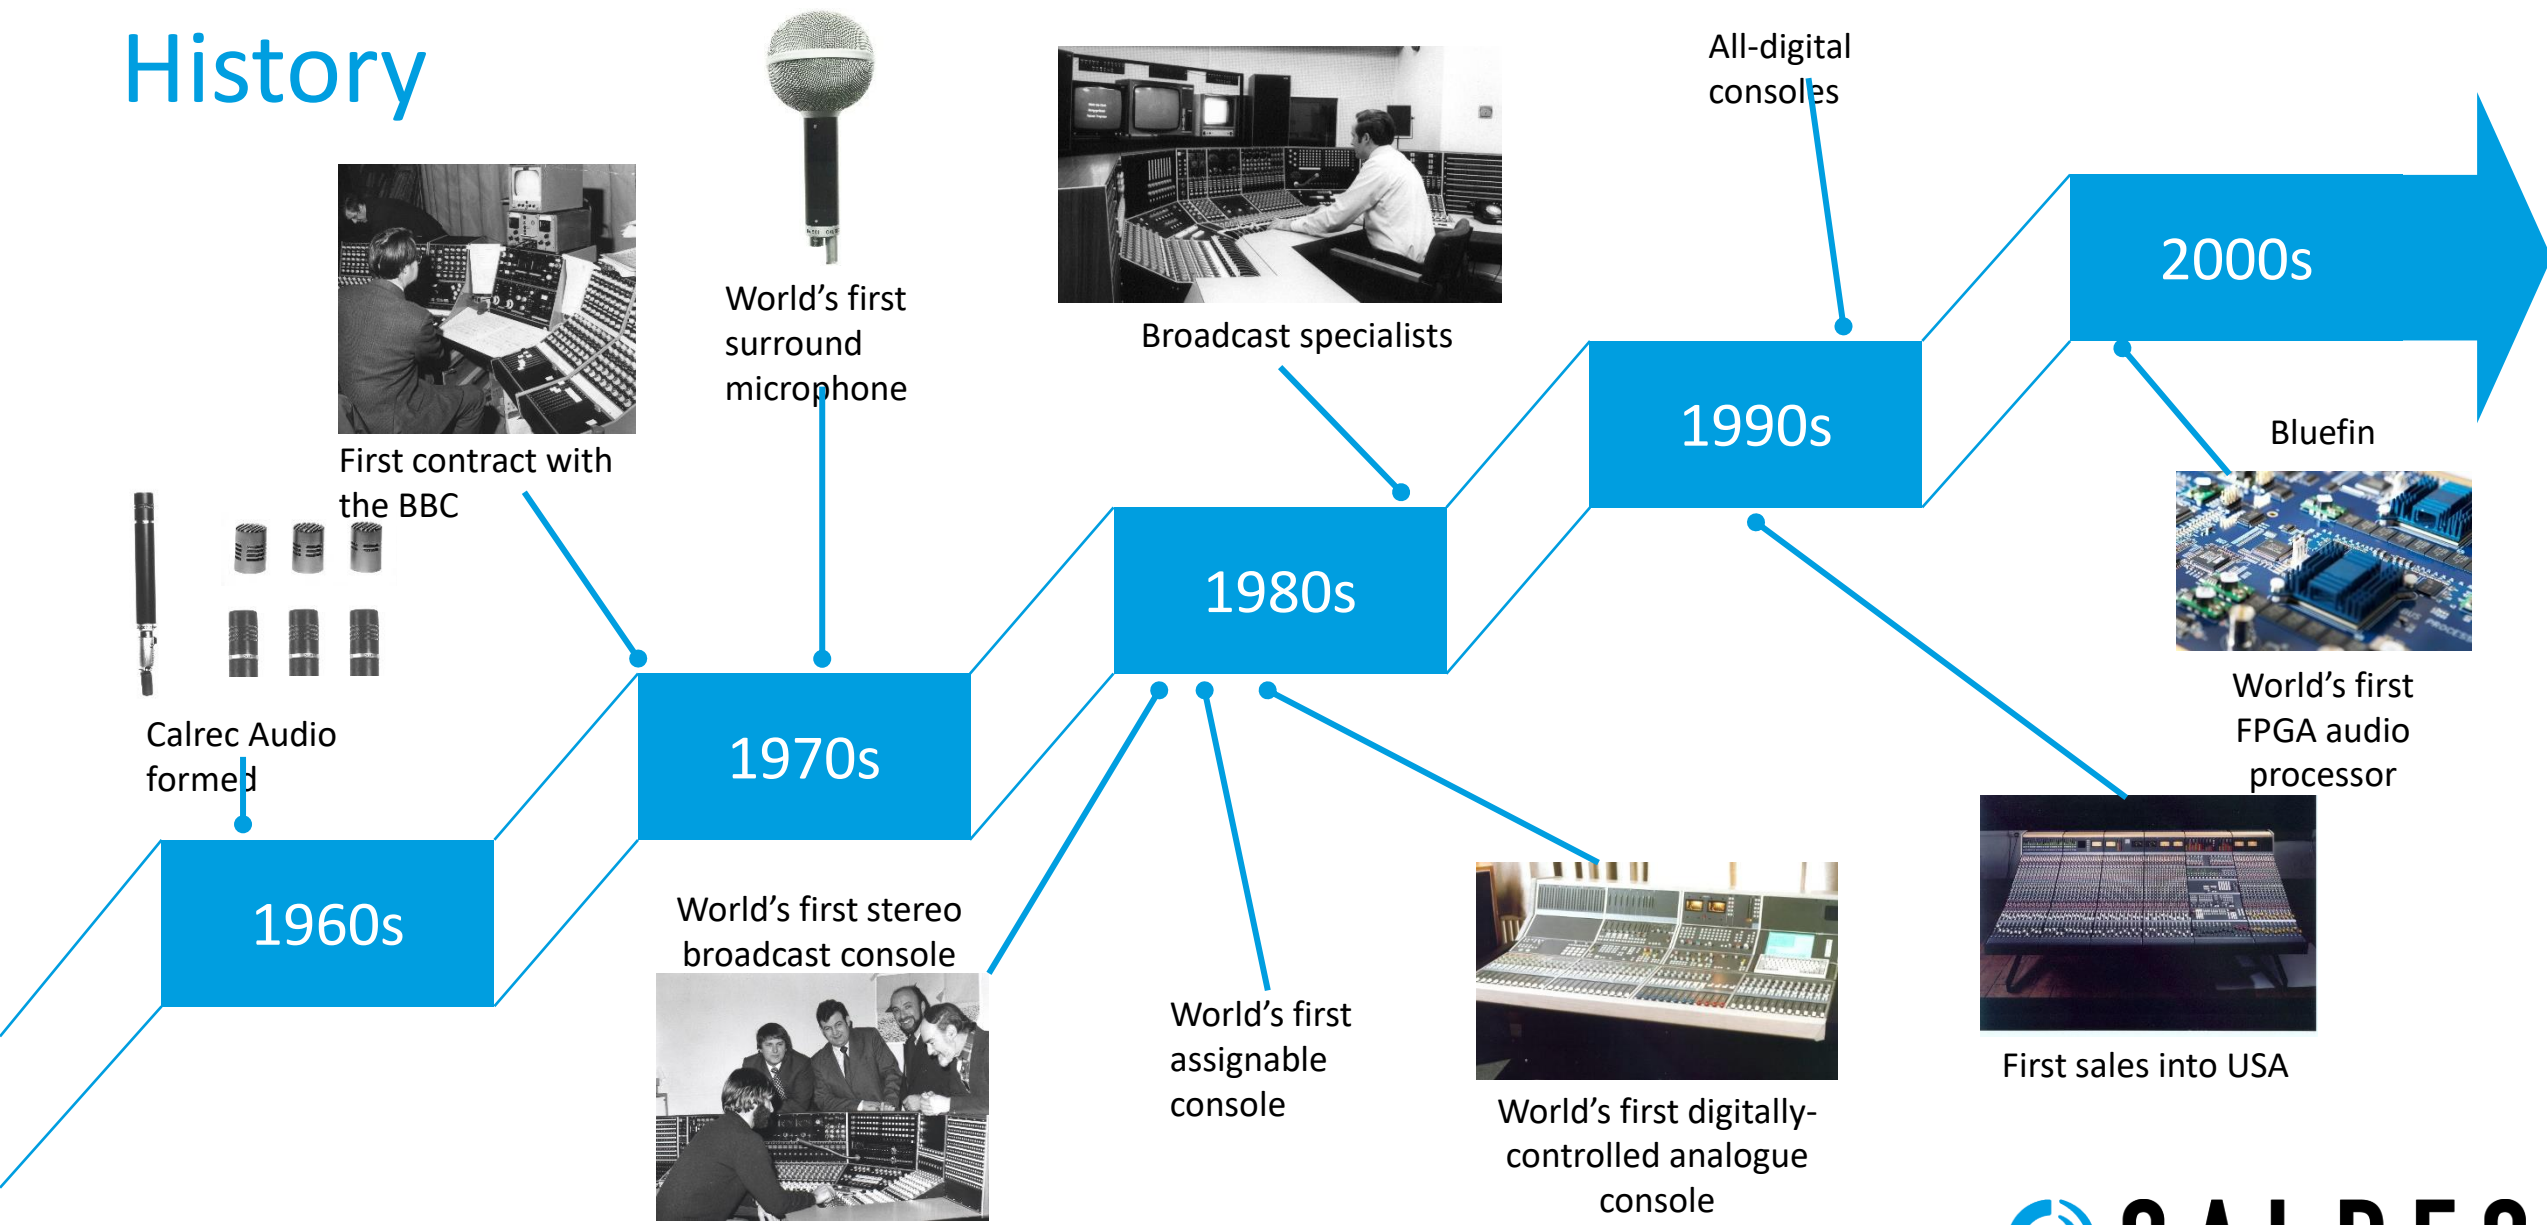 History
All-digital
consoles
World's first
surround
microphone
Broadcast specialists
2000s
First contract with
the BBC
1990s
Bluefin
1980s
World's first
FPGA audio
processor
Calrec Audio
formed
1970s
1960s
World's first stereo
broadcast console
World's first
assignable
console
First sales into USA
World's first digitally-
controlled analogue
console